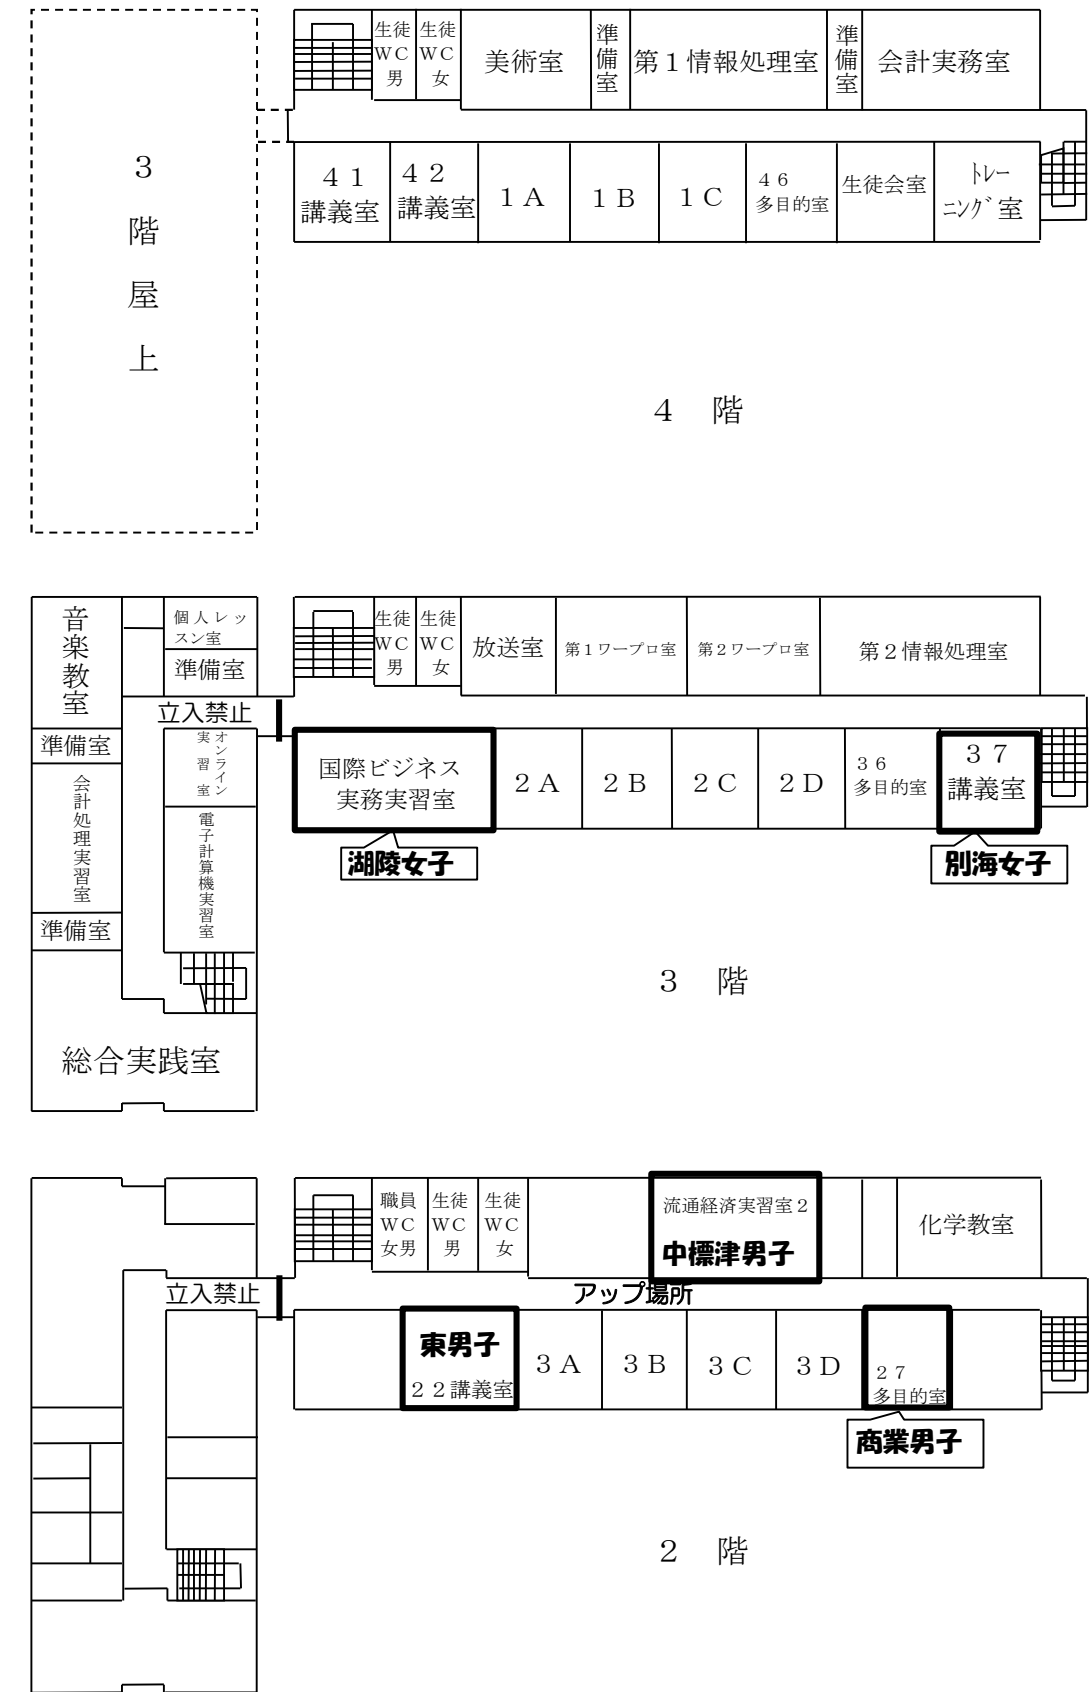 生徒
WC
男
生徒
WC
女
美術室
準備室
第１情報処理室
準備室
会計実務室
３階屋上
４１
講義室
４２
講義室
１A
１B
１C
４６
多目的室
生徒会室
ﾄﾚｰ
ﾆﾝｸﾞ室
４　階
音楽教室
個人レッ
スン室
準備室
生徒
WC
男
生徒
WC
女
放送室
第１ワープロ室
第２ワープロ室
第２情報処理室
立入禁止
準備室
オンライン
実習室
国際ビジネス
実務実習室
２A
２B
２C
２D
３６
多目的室
３７
講義室
会計処理実習室
電子計算機実習室
湖陵女子
別海女子
準備室
３　階
総合実践室
職員
WC
女男
生徒
WC
男
生徒
WC
女
流通経済実習室２
中標津男子
化学教室
立入禁止
アップ場所
東男子
２２講義室
３A
３B
３C
３D
２７
多目的室
商業男子
２　階